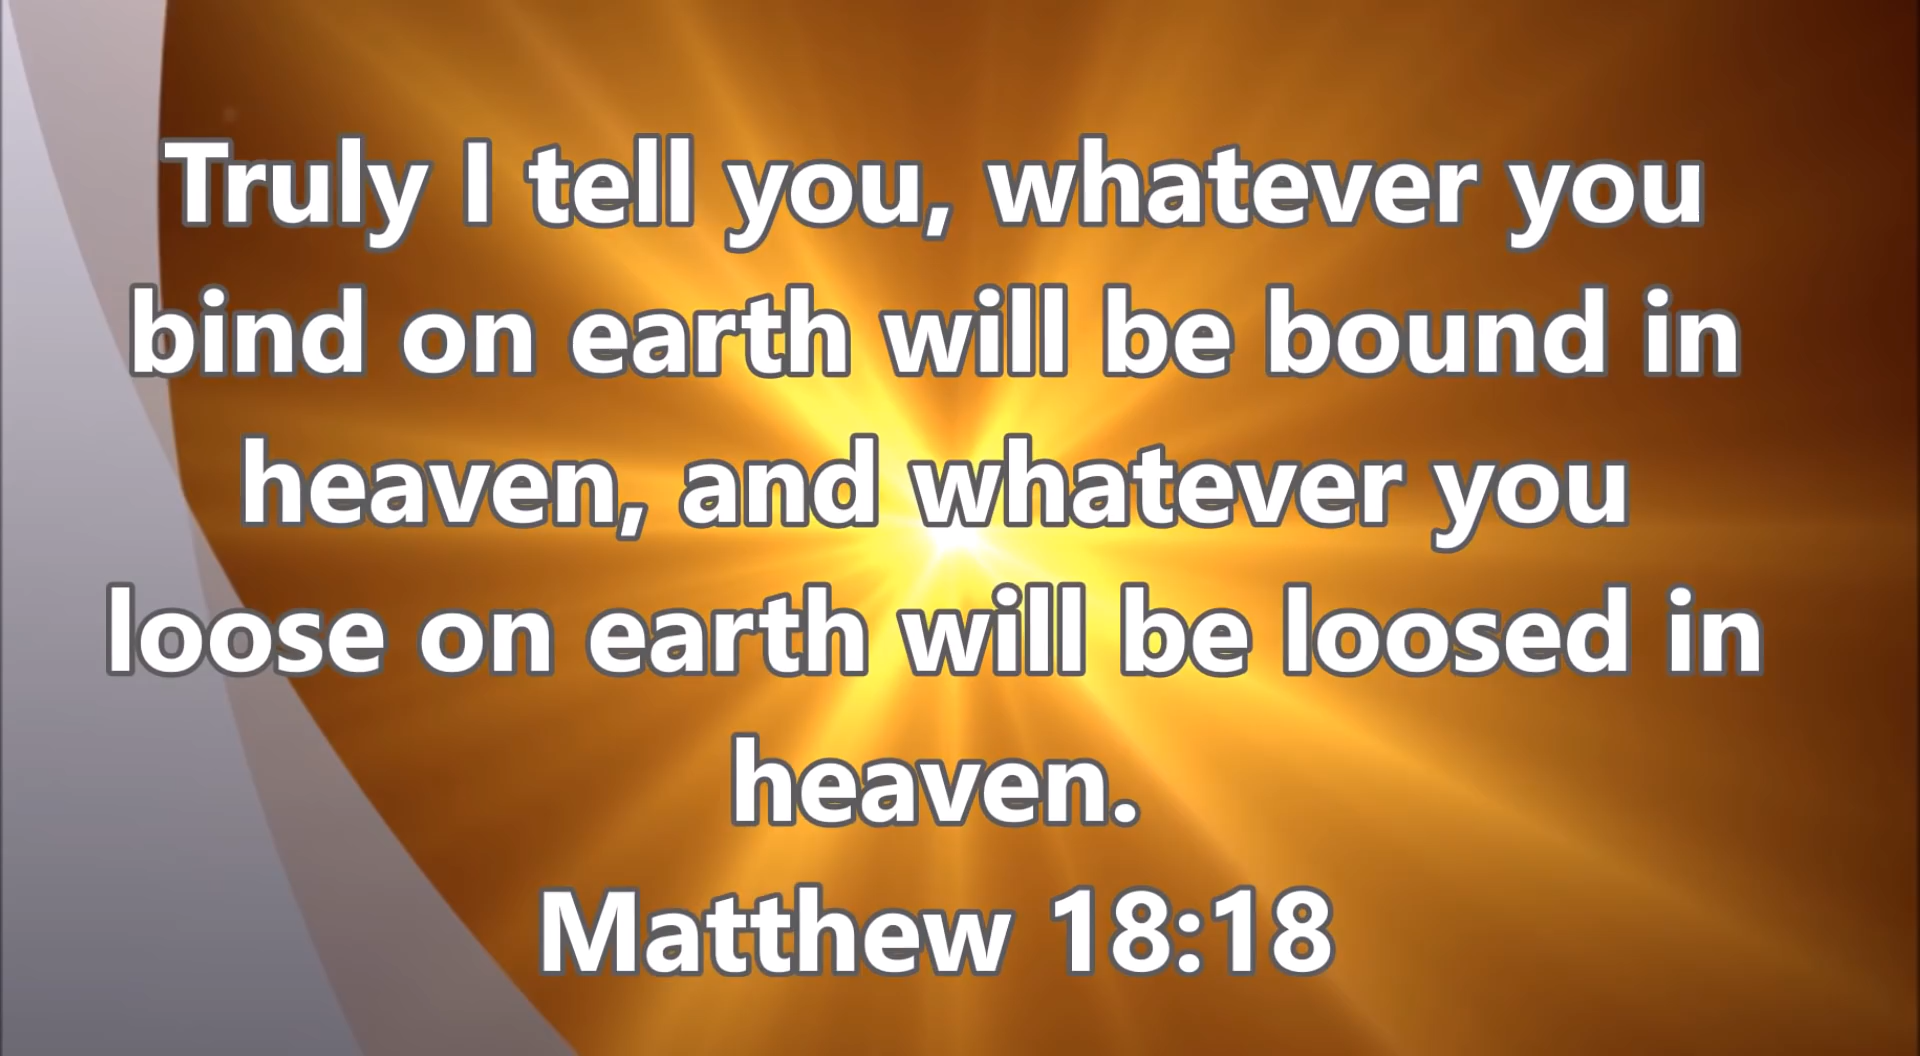 Truly I tell you, whatever you
bind on earth will be bound in
heaven, and whatever you
loose on earth will be loosed in
heaven.
Matthew 18:18